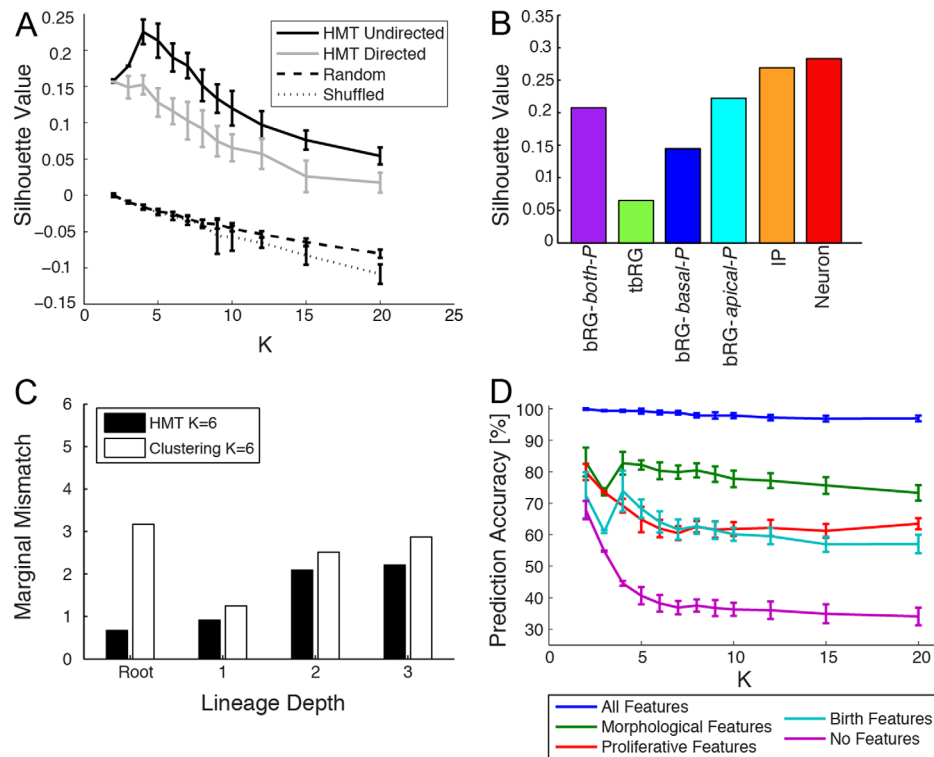 A
0.25
0.2
0.15
0.1
0.05
0
−0.05
−0.1
−0.15
Silhouette Value
0 5 10 15 20 25
K
HMT Undirected
HMT Directed
Random
Shuffled
B
0.35
0.3
0.25
0.2
0.15
0.1
0.05
0
Silhouette Value
bRG-both-P
tbRG
bRG-basal-P
bRG-apical-P
IP
Neuron
C
6
5
4
3
2
1
0
Marginal Mismatch
HMT K=6
Clustering K=6
Root 1 2 3
Lineage Depth
D
100
90
80
70
60
50
40
30
Prediction Accuracy [%]
0 5 10 15 20
K
All Features
Morphological Features
Proliferative Features
Birth Features
No Features